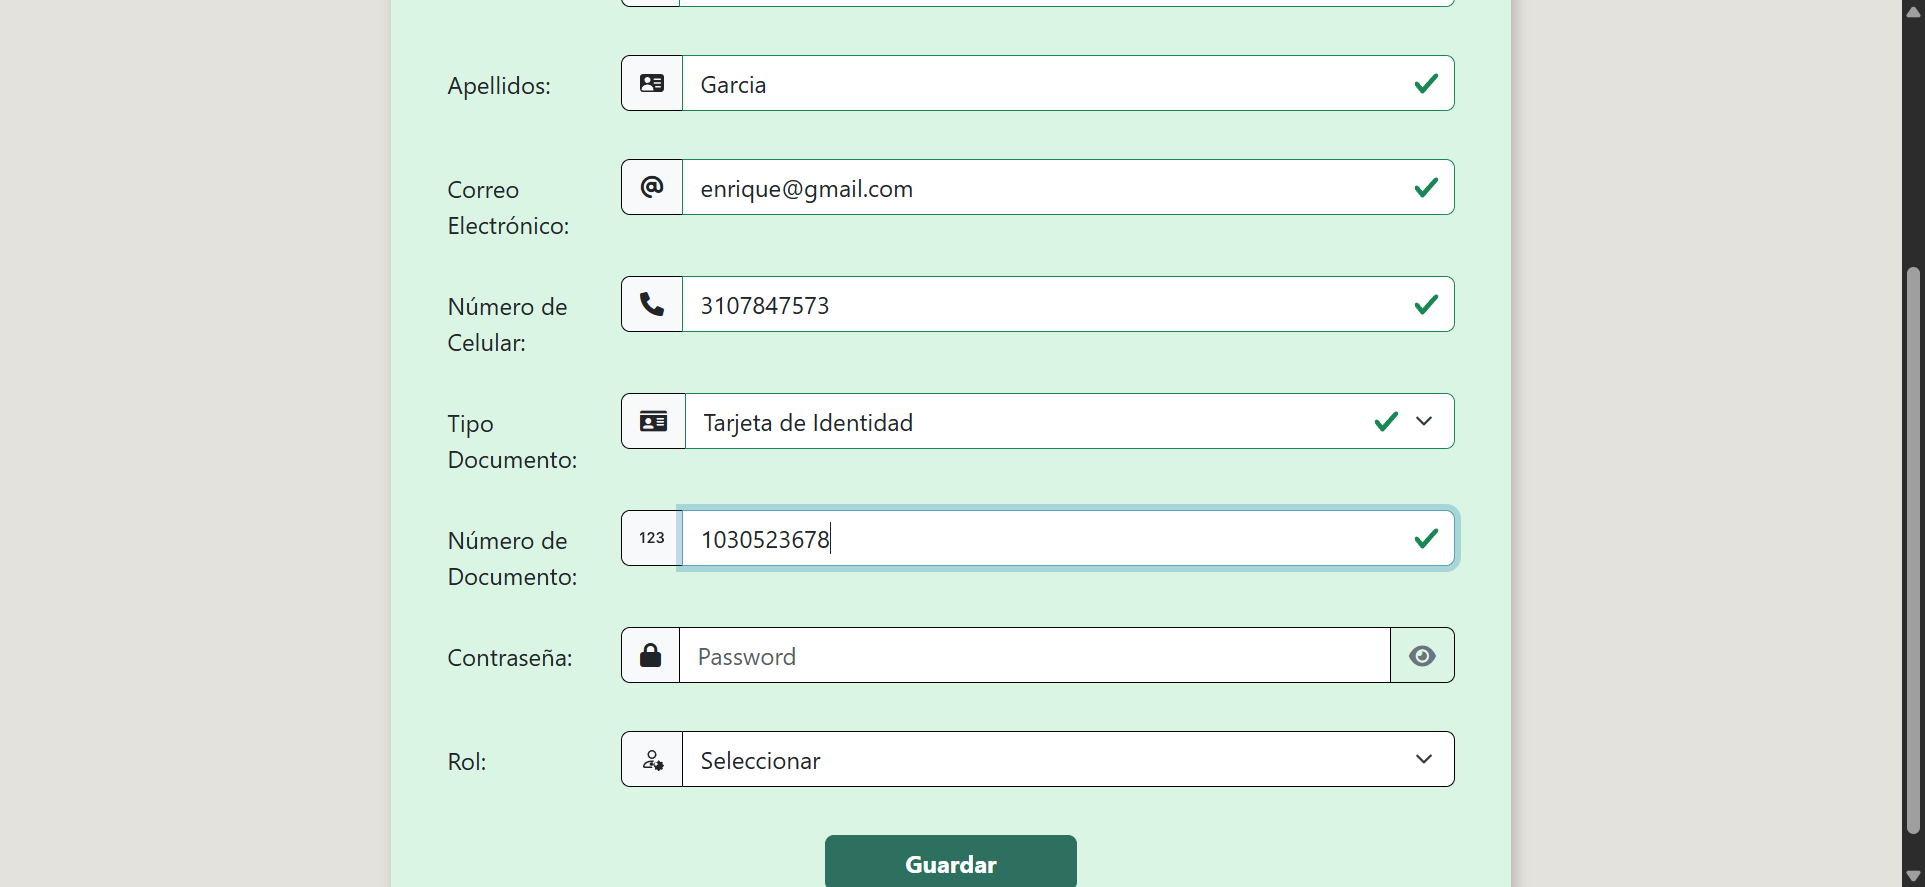 Apellidos:
Garcia
Correo
Electrónico:
enrique@gmail.com
Número de
Celular:
3107847573
Tipo
Documento:
Tarjeta de Identidad
Número de
Documento:
123
1030523678
Contraseña:
Password
Rol:
Seleccionar
Guardar